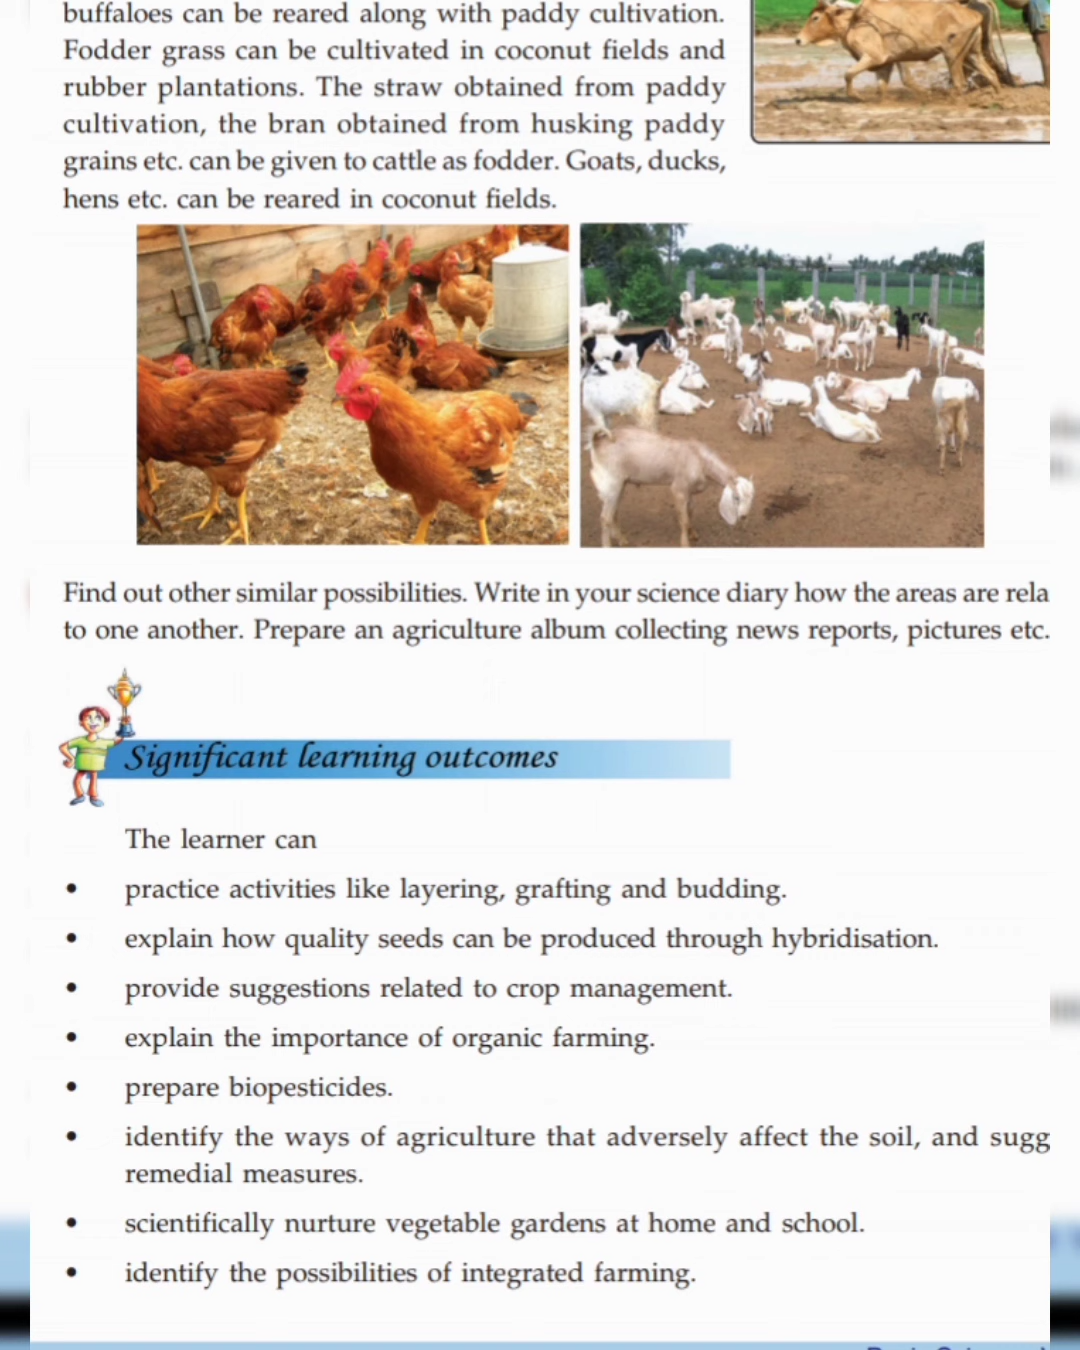 buffaloes can be reared along with paddy cultivation.
Fodder grass can be cultivated in coconut fields and
rubber plantations. The straw obtained from paddy
cultivation, the bran obtained from husking paddy
grains etc. can be given to cattle as fodder. Goats, ducks,
hens etc. can be reared in coconut fields.
Find out other similar possibilities. Write in your science diary how the areas are rela
to one another. Prepare an agriculture album collecting news reports, pictures etc.
Significant learning outcomes
The learner can
• practice activities like layering, grafting and budding.
• explain how quality seeds can be produced through hybridisation.
• provide suggestions related to crop management.
• explain the importance of organic farming.
• prepare biopesticides.
• identify the ways of agriculture that adversely affect the soil, and sugg
remedial measures.
• scientifically nurture vegetable gardens at home and school.
• identify the possibilities of integrated farming.